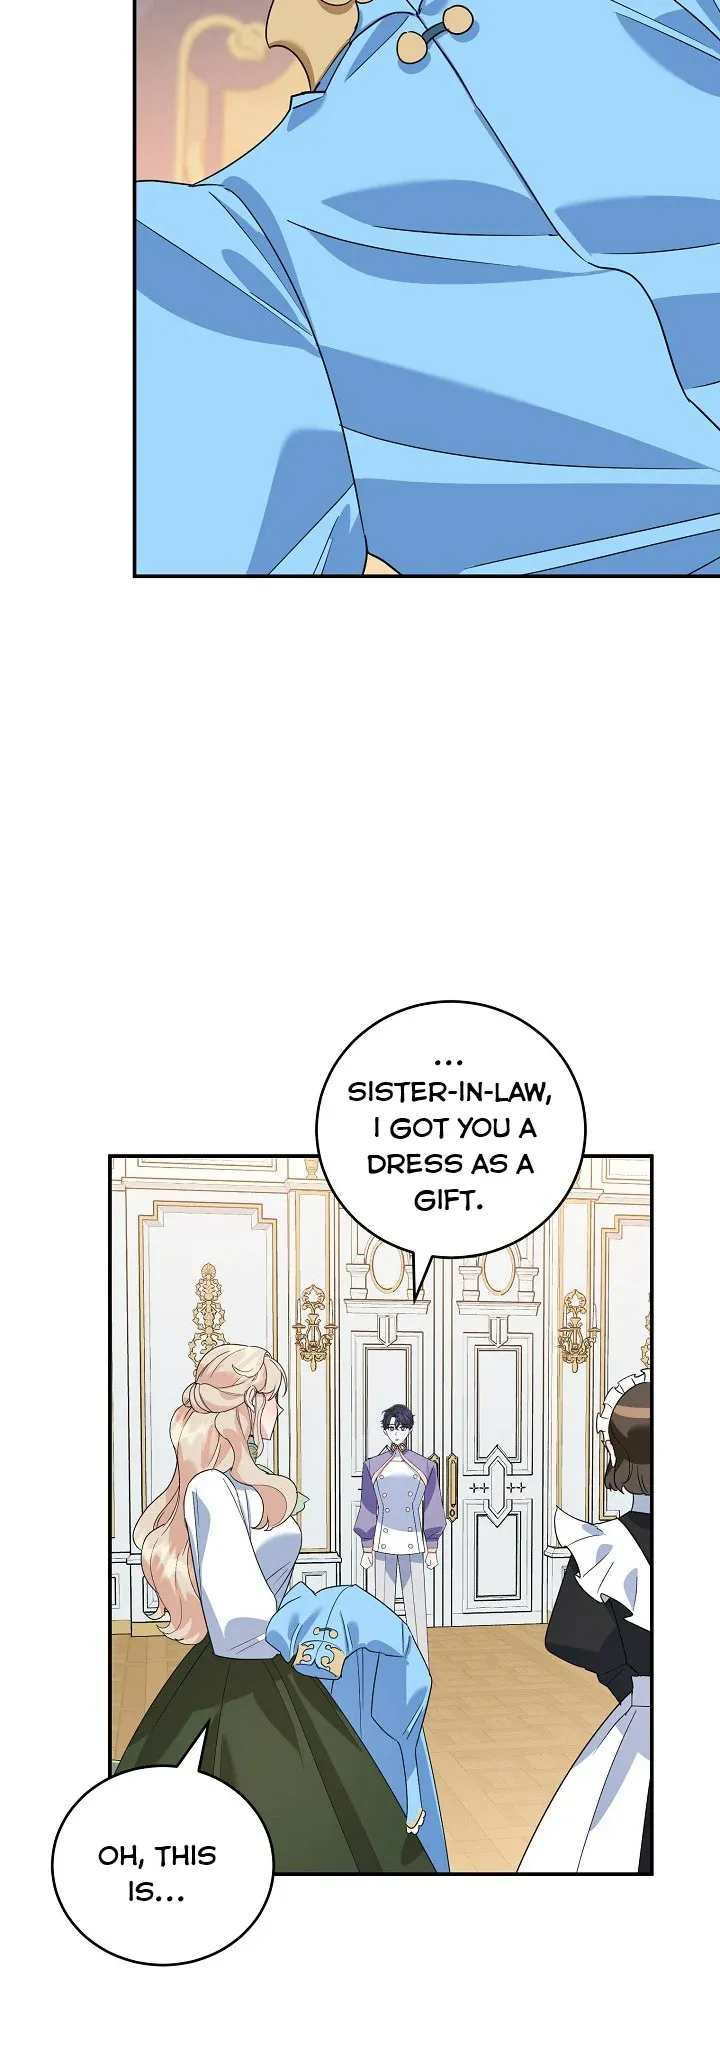 ...
SISTER-IN-LAW,
I GOT YOU A
DRESS AS A
GIFT.
OH, THIS
IS...